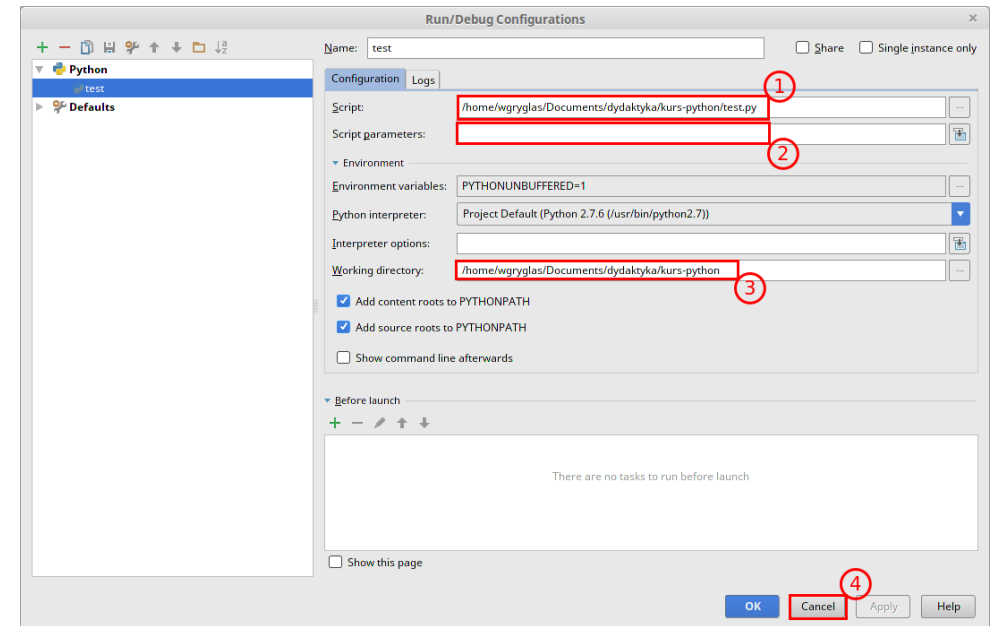 Run/Debug Configurations
Name: test Share Single instance only
Python
test
Defaults
Configuration Logs
1
Script: /home/wgryglas/Documents/dydaktyka/kurs-python/test.py ...
Script parameters:
2
Environment
Environment variables: PYTHONUNBUFFERED=1 ...
Python interpreter: Project Default (Python 2.7.6 (/usr/bin/python2.7))
Interpreter options:
Working directory: /home/wgryglas/Documents/dydaktyka/kurs-python ...
3
Add content roots to PYTHONPATH
Add source roots to PYTHONPATH
Show command line afterwards
Before launch
There are no tasks to run before launch
Show this page
4
OK Cancel Apply Help